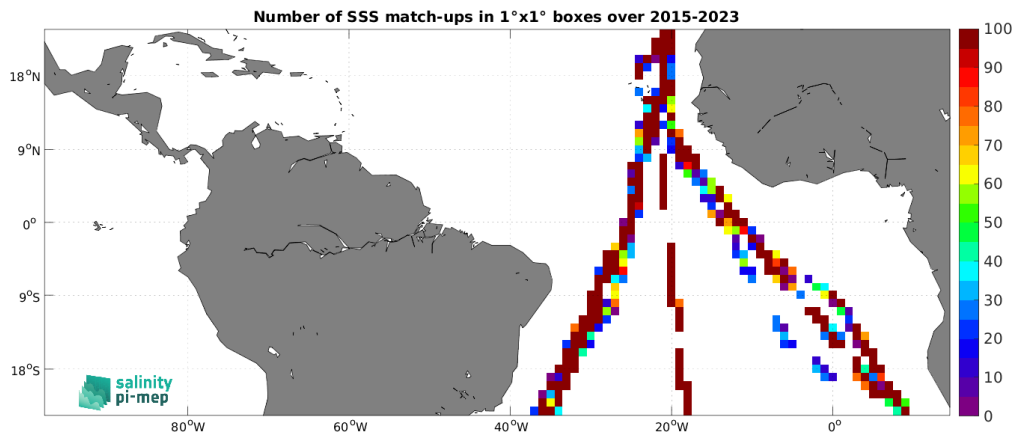 Number of SSS match-ups in 1°x1° boxes over 2015-2023
100
90
80
70
60
50
40
30
20
10
0
18°N
9°N
0°
9°S
18°S
80°W
60°W
40°W
20°W
0°
salinity
pi-mep